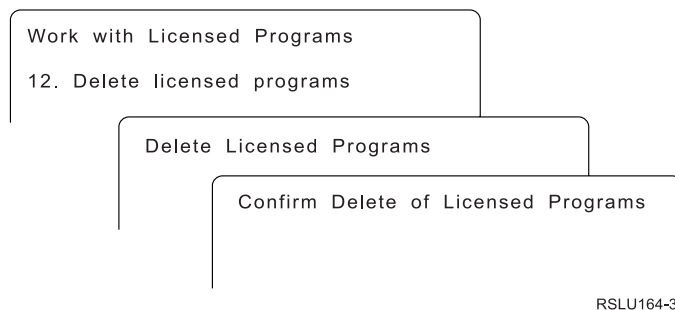 Work with Licensed Programs
12. Delete licensed programs
Delete Licensed Programs
Confirm Delete of Licensed Programs
RSLU164-3